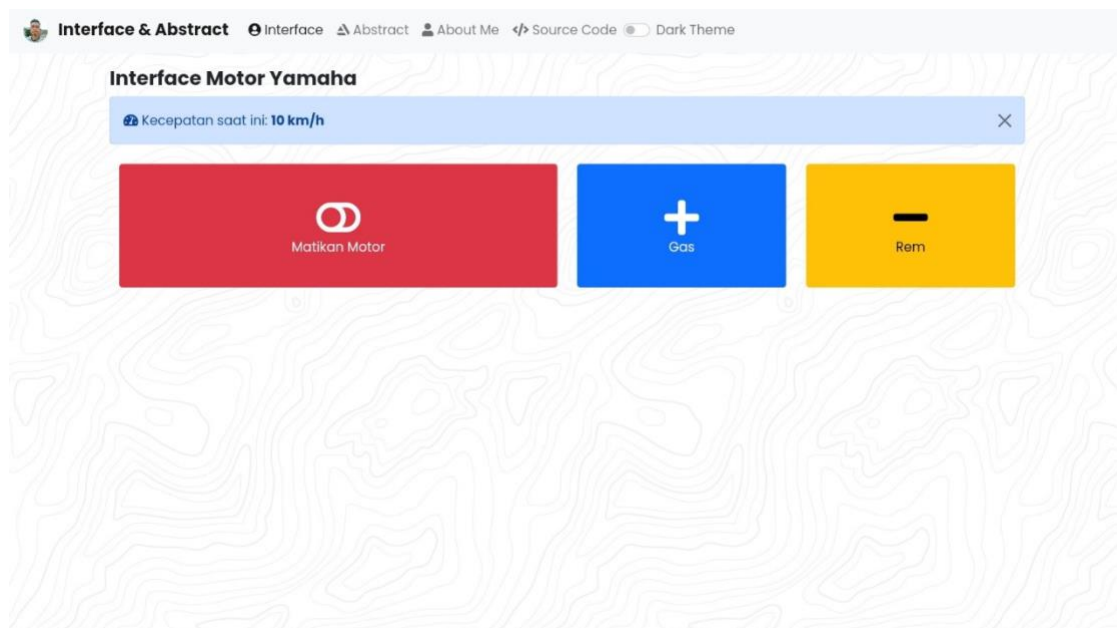 Interface & Abstract Interface Abstract About Me Source Code Dark Theme
Interface Motor Yamaha
Kecepatan saat ini: 10 km/h
Matikan Motor
Gas
Rem